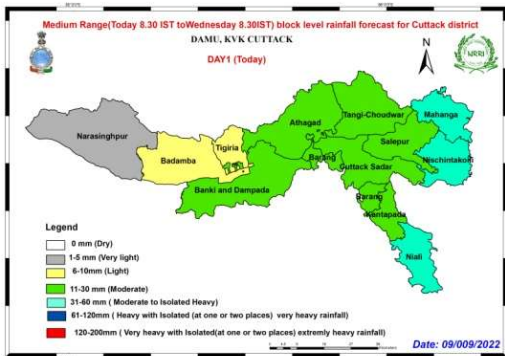 Medium Range(Today 8.30 IST toWednesday 8.30IST) block level rainfall forecast for Cuttack district
DAMU, KVK CUTTACK
DAY1 (Today)
N
NRRI
Narasinghpur
Badamba
Tigiria
Athagad
Tangi-Choudwar
Mahanga
Salepur
Nischintakoili
Banki and Dampada
Barang
Cuttack Sadar
Barang
Kantapada
Niali
Legend
0 mm (Dry)
1-5 mm (Very light)
6-10mm (Light)
11-30 mm (Moderate)
31-60 mm ( Moderate to Isolated Heavy)
61-120mm ( Heavy with Isolated(at one or two places) very heavy rainfall)
120-200mm ( Very heavy with Isolated(at one or two places) extremly heavy rainfall)
Date: 09/009/2022